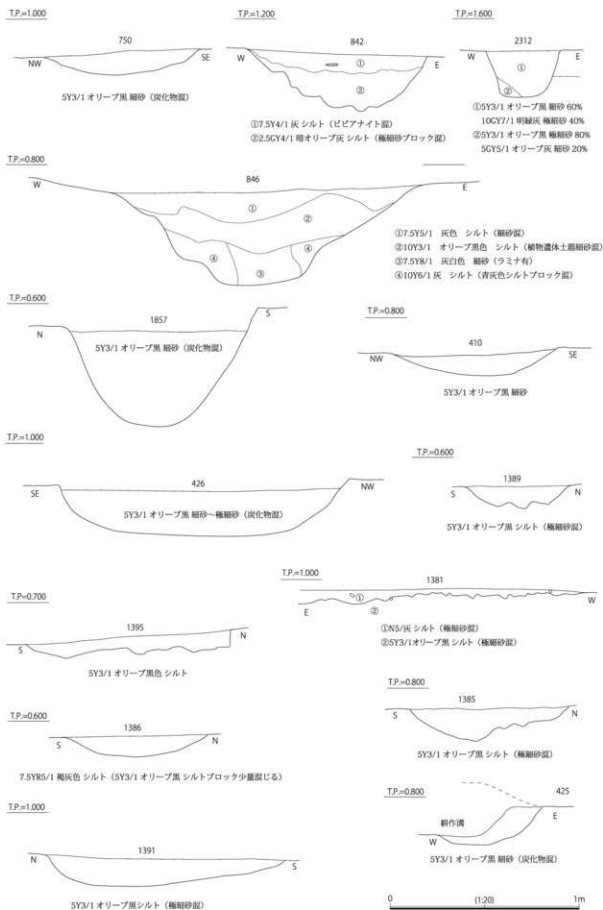 T.P.=1.000
750
NW
SE
5Y3/1 オリーブ黒 細砂（炭化物混）
T.P.=1.200
842
W
E
①
②
①7.5Y4/1 灰 シルト（ビビアナイト混）
②2.5GY4/1 暗オリーブ灰 シルト（極細砂ブロック混）
T.P.=1.600
2312
W
E
①
②
①5Y3/1 オリーブ黒 細砂 60%
10GY7/1 明緑灰 極細砂 40%
②5Y3/1 オリーブ黒 極細砂 80%
5GY5/1 オリーブ灰 細砂 20%
T.P.=0.800
846
W
E
①
②
④
④
③
①7.5Y5/1 灰色 シルト（細砂混）
②10Y3/1 オリーブ黒色 シルト（植物遺体土器細砂混）
③7.5Y8/1 灰白色 細砂（ラミナ有）
④10Y6/1 灰 シルト（青灰色シルトブロック混）
T.P.=0.600
1857
N
S
5Y3/1 オリーブ黒 細砂（炭化物混）
T.P.=0.800
410
NW
SE
5Y3/1 オリーブ黒 細砂
T.P.=1.000
426
SE
NW
5Y3/1 オリーブ黒 細砂～極細砂（炭化物混）
T.P.=0.600
1389
S
N
5Y3/1 オリーブ黒 シルト（極細砂混）
T.P.=0.700
1395
S
N
5Y3/1 オリーブ黒色 シルト
T.P.=1.000
1381
E
W
①
②
①N5/灰 シルト（極細砂混）
②5Y3/1オリーブ黒 シルト（極細砂混）
T.P.=0.600
1386
S
N
7.5YR5/1 褐灰色 シルト（5Y3/1 オリーブ黒 シルトブロック少量混じる）
T.P.=0.800
1385
S
N
5Y3/1 オリーブ黒 シルト（極細砂混）
T.P.=1.000
1391
N
S
5Y3/1 オリーブ黒シルト（極細砂混）
T.P.=0.800
425
耕作溝
W
E
5Y3/1 オリーブ黒 細砂（炭化物混）
0
(1:20)
1m